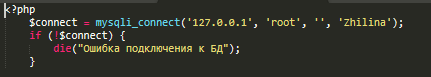 <?php
    $connect = mysqli_connect('127.0.0.1', 'root', '', 'Zhilina');
    if (!$connect) {
        die("Ошибка подключения к БД");
    }